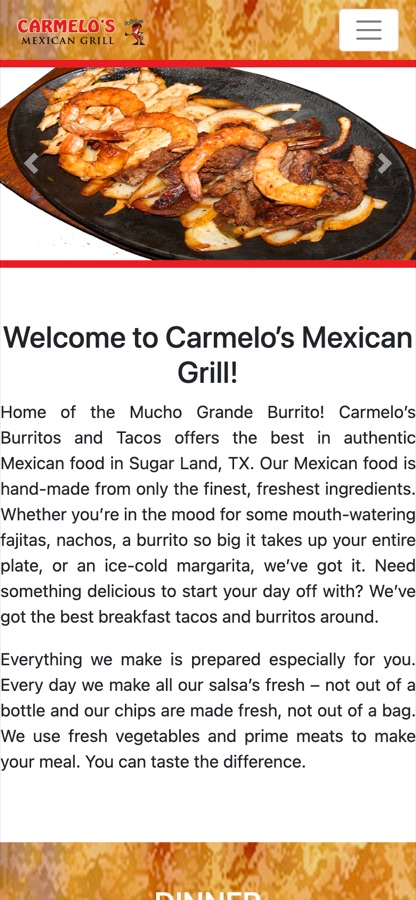 CARMELO'S
MEXICAN GRILL
Welcome to Carmelo’s Mexican
Grill!
Home of the Mucho Grande Burrito! Carmelo’s
Burritos and Tacos offers the best in authentic
Mexican food in Sugar Land, TX. Our Mexican food is
hand-made from only the finest, freshest ingredients.
Whether you’re in the mood for some mouth-watering
fajitas, nachos, a burrito so big it takes up your entire
plate, or an ice-cold margarita, we’ve got it. Need
something delicious to start your day off with? We’ve
got the best breakfast tacos and burritos around.
Everything we make is prepared especially for you.
Every day we make all our salsa’s fresh – not out of a
bottle and our chips are made fresh, not out of a bag.
We use fresh vegetables and prime meats to make
your meal. You can taste the difference.
DINNER